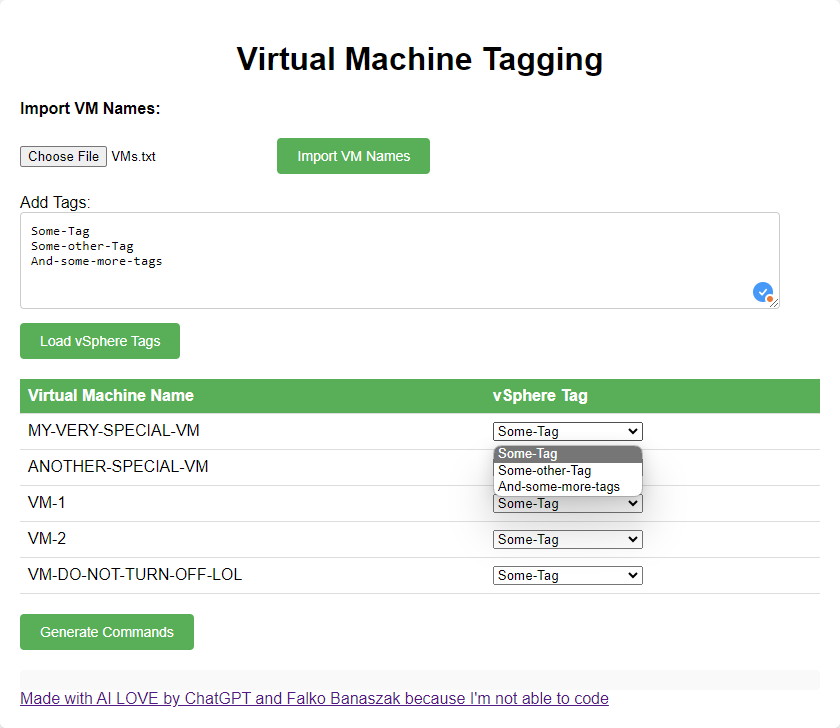 Virtual Machine Tagging
Import VM Names:
Choose File VMs.txt Import VM Names
Add Tags:
Some-Tag
Some-other-Tag
And-some-more-tags
Load vSphere Tags
Virtual Machine Name vSphere Tag
MY-VERY-SPECIAL-VM Some-Tag
Some-Tag
ANOTHER-SPECIAL-VM Some-other-Tag
And-some-more-tags
VM-1 Some-Tag
VM-2 Some-Tag
VM-DO-NOT-TURN-OFF-LOL Some-Tag
Generate Commands
Made with AI LOVE by ChatGPT and Falko Banaszak because I'm not able to code